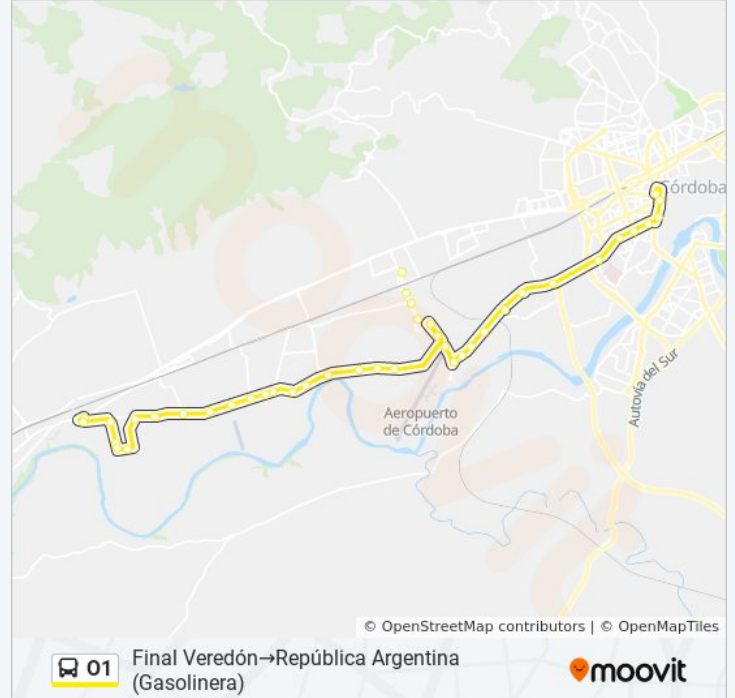 Córdoba
Autovía del Sur
Aeropuerto
de Córdoba
© OpenStreetMap contributors | © OpenMapTiles
01
Final Veredón→República Argentina
(Gasolinera)
moovit